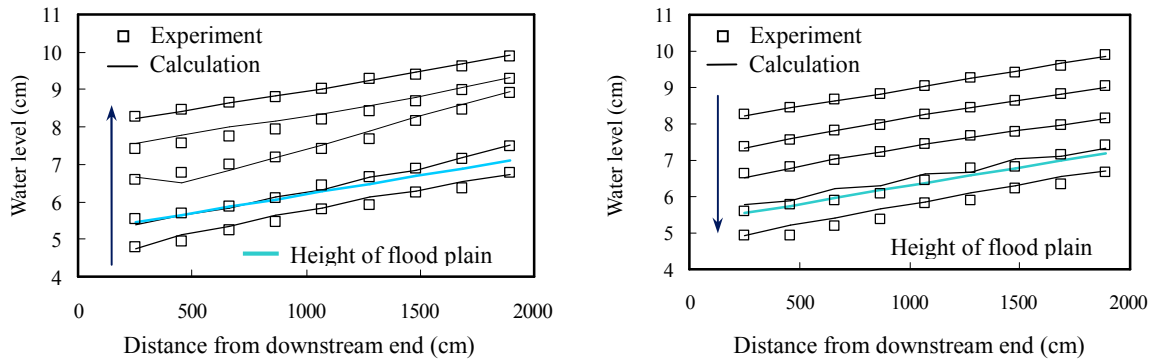 11
10
9
8
7
6
5
4
Water level (cm)
Experiment
Calculation
Height of flood plain
0
500
1000
1500
2000
Distance from downstream end (cm)
11
10
9
8
7
6
5
4
Water level (cm)
Experiment
Calculation
Height of flood plain
0
500
1000
1500
2000
Distance from downstream end (cm)